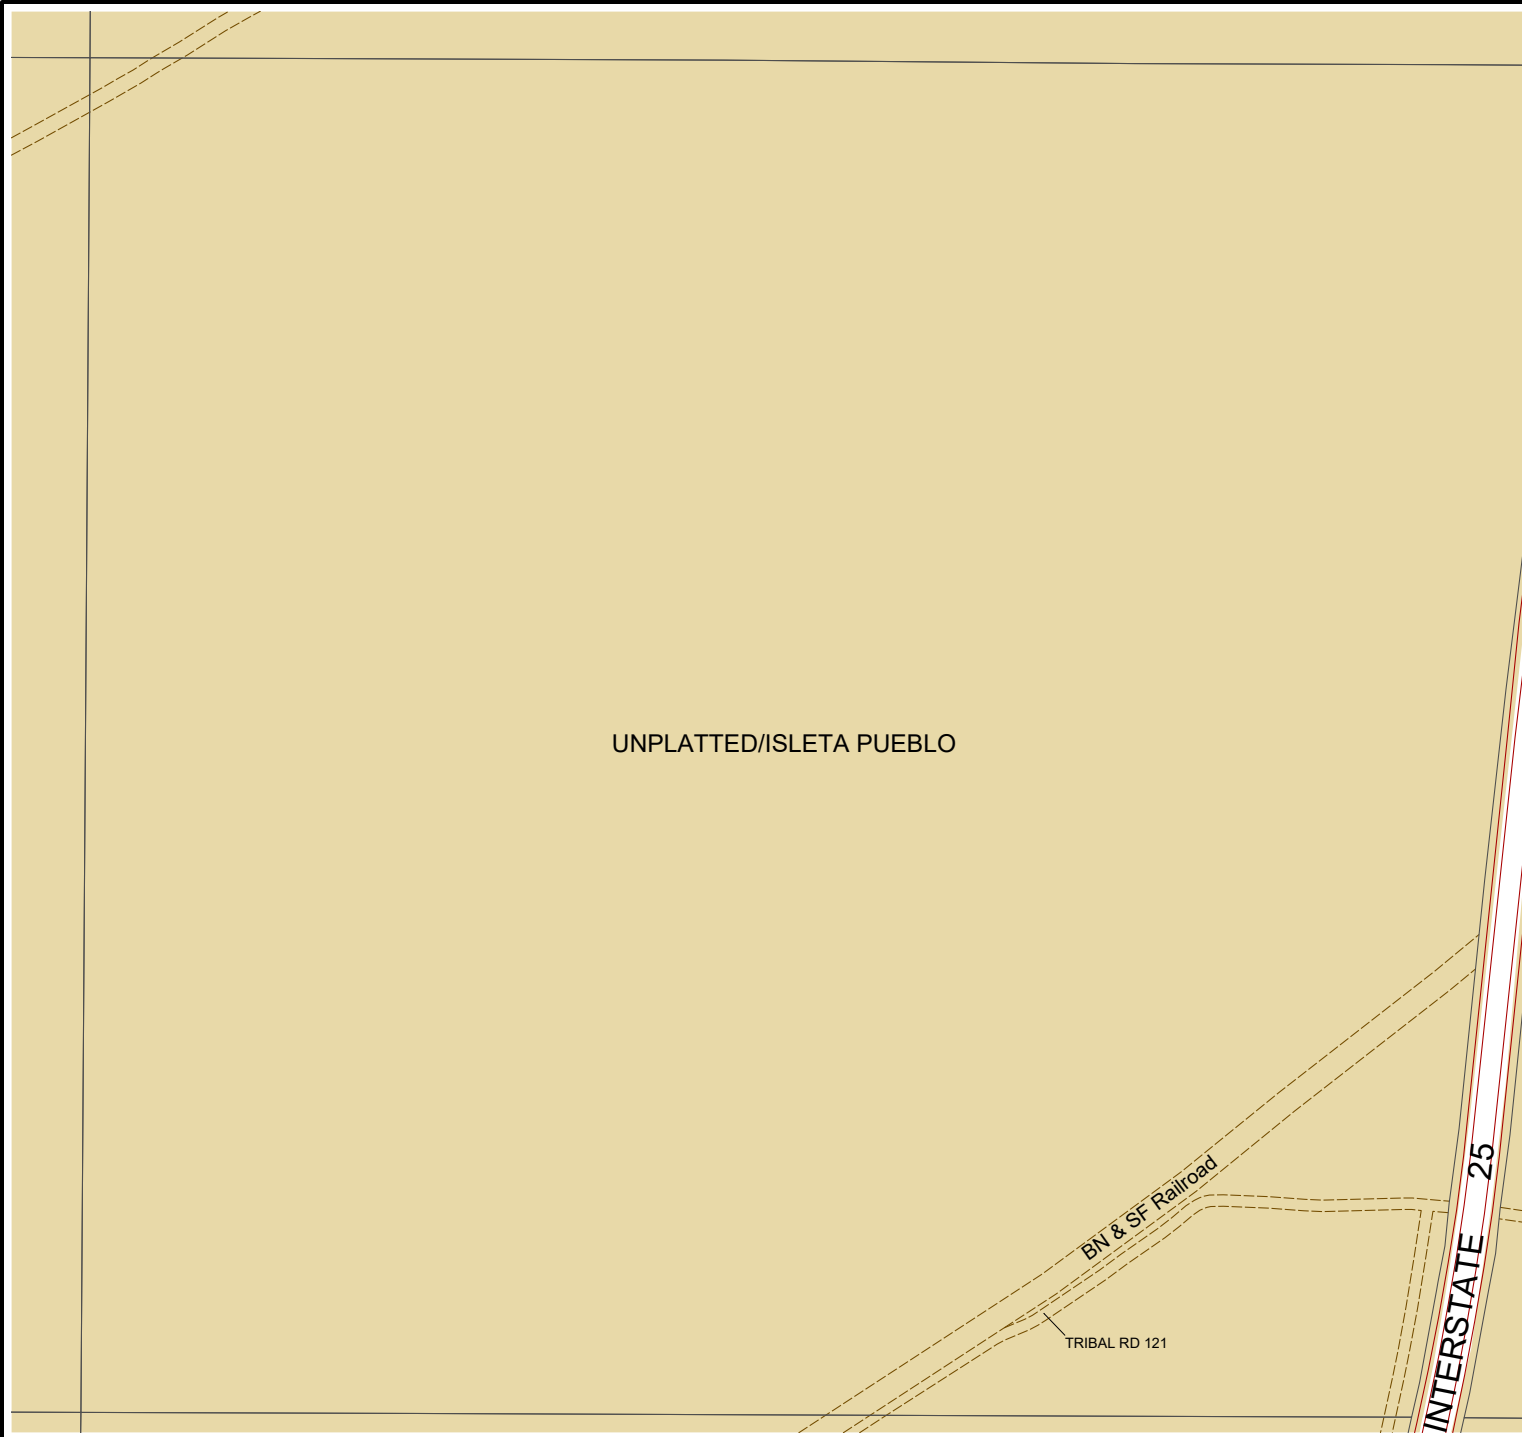 UNPLATTED/ISLETA PUEBLO
BN & SF Railroad
TRIBAL RD 121
INTERSTATE 25